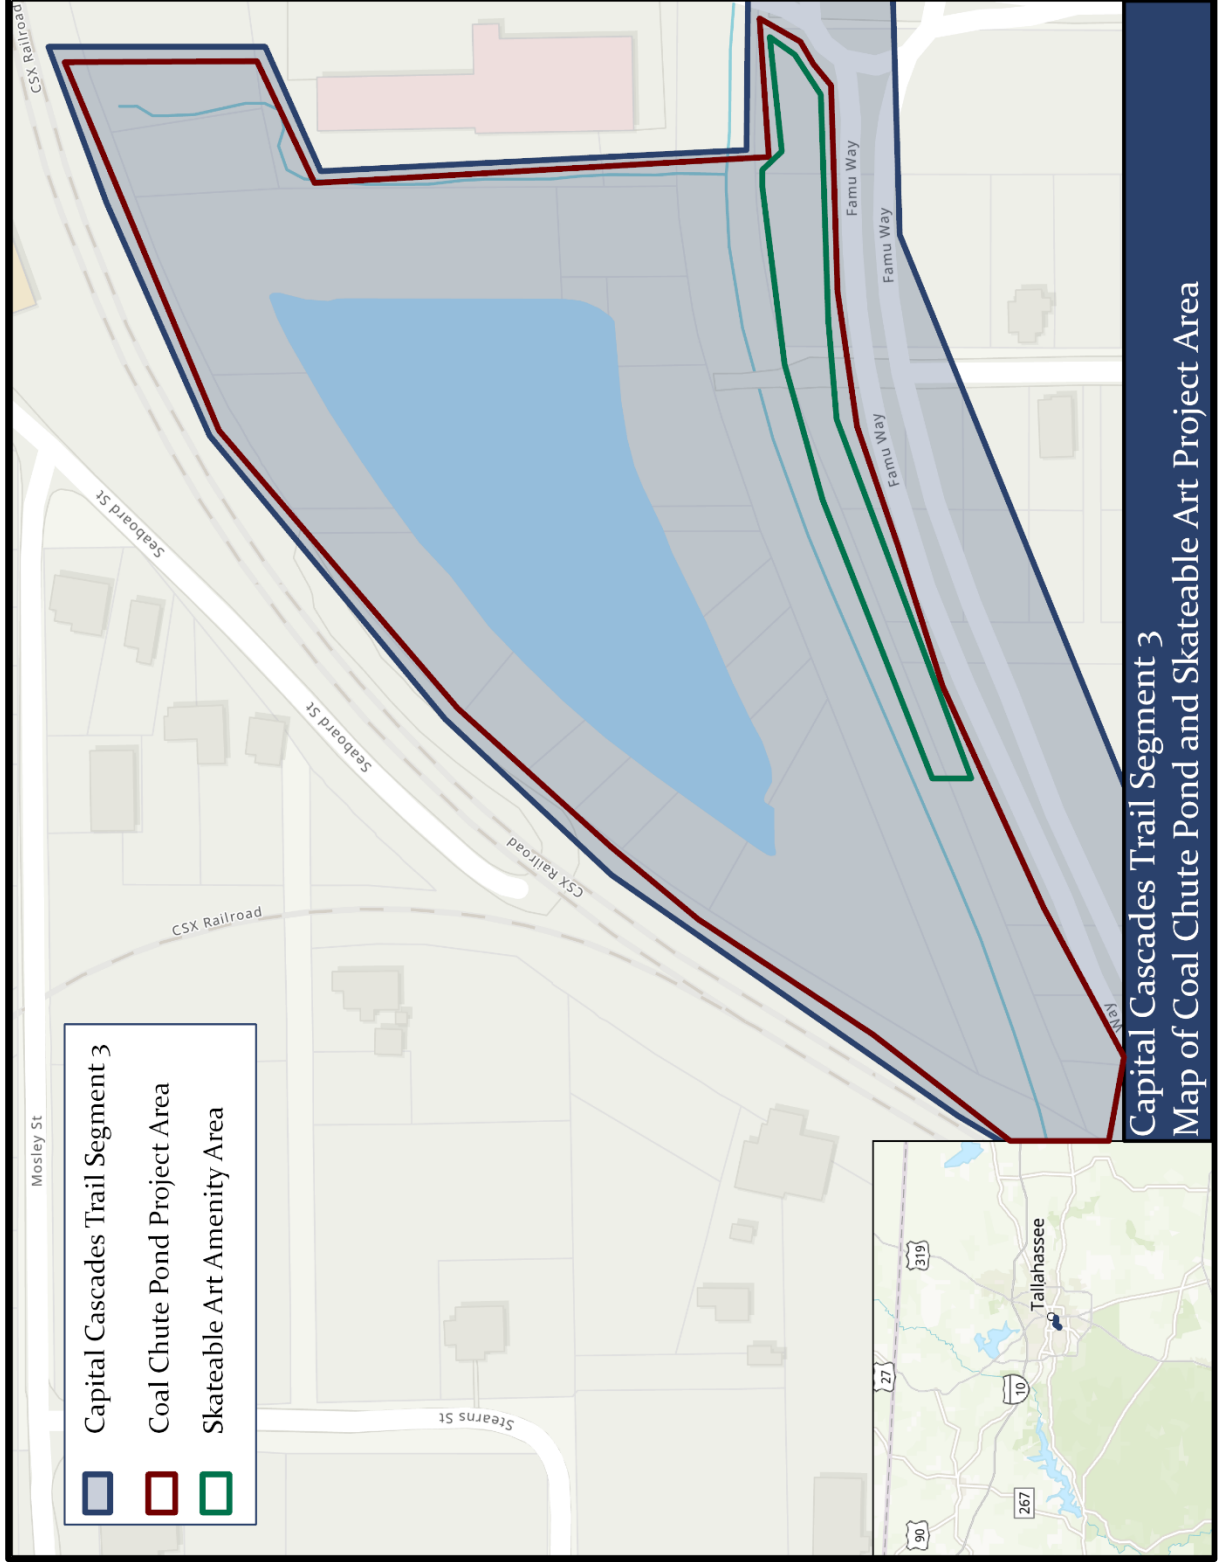 Capital Cascades Trail Segment 3
Map of Coal Chute Pond and Skateable Art Project Area
Capital Cascades Trail Segment 3
Coal Chute Pond Project Area
Skateable Art Amenity Area
Mosley St
Stearns St
CSX Railroad
CSX Railroad
CSX Railroad
Seaboard St
Seaboard St
Famu Way
Famu Way
Famu Way
Way
90
27
267
10
319
Tallahassee